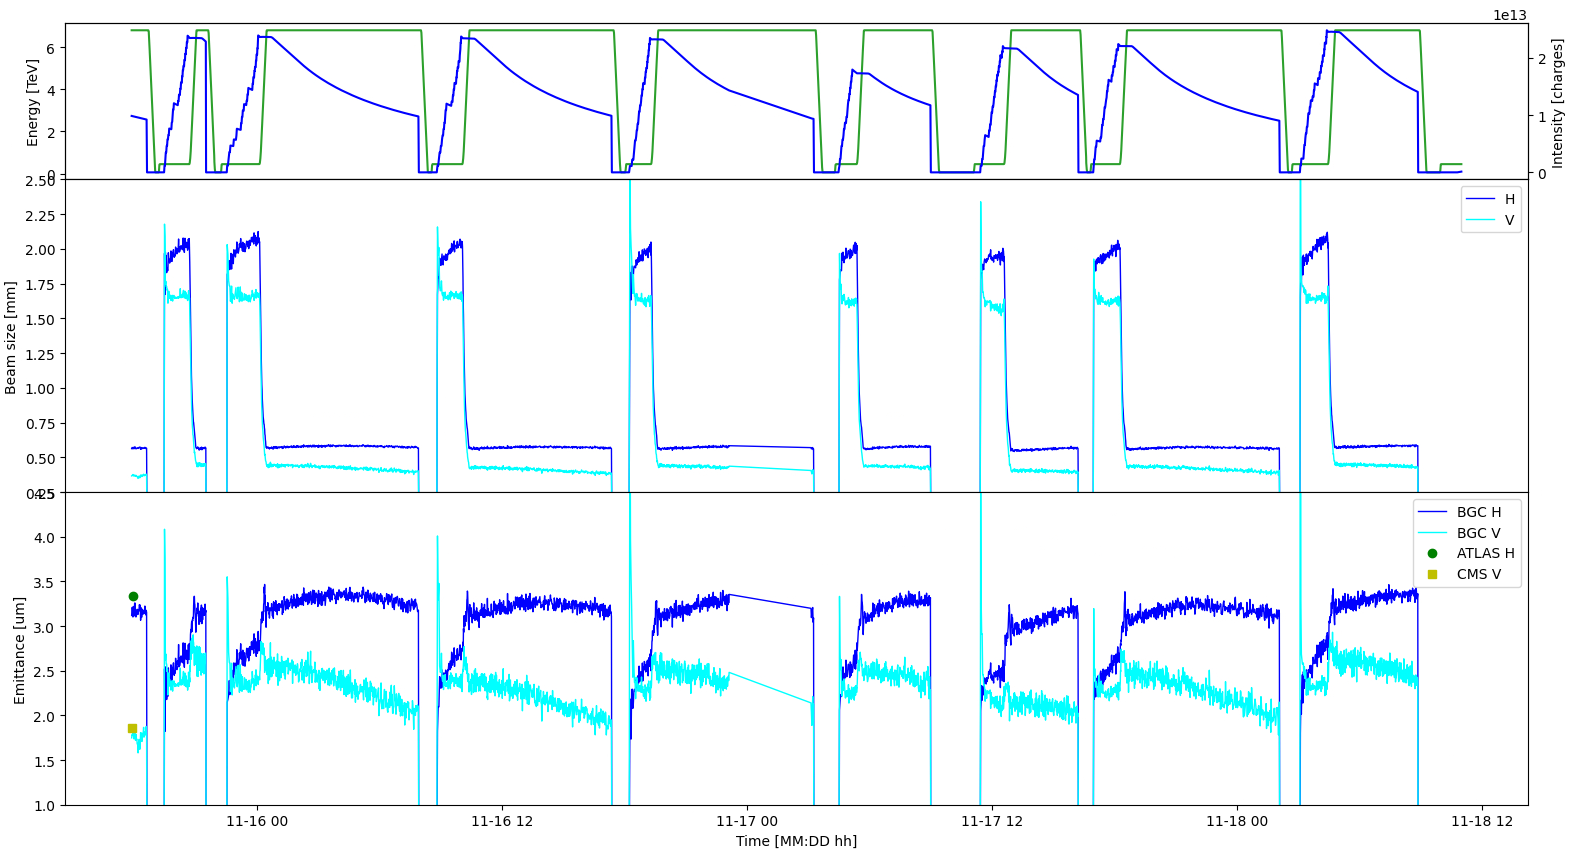 1e13
6
4
2
0
Energy [TeV]
2
1
0
Intensity [charges]
2.50
2.25
2.00
1.75
1.50
1.25
1.00
0.75
0.50
0.25
Beam size [mm]
H
V
4.5
4.0
3.5
3.0
2.5
2.0
1.5
1.0
Emittance [um]
BGC H
BGC V
ATLAS H
CMS V
11-16 00
11-16 12
11-17 00
11-17 12
11-18 00
11-18 12
Time [MM:DD hh]